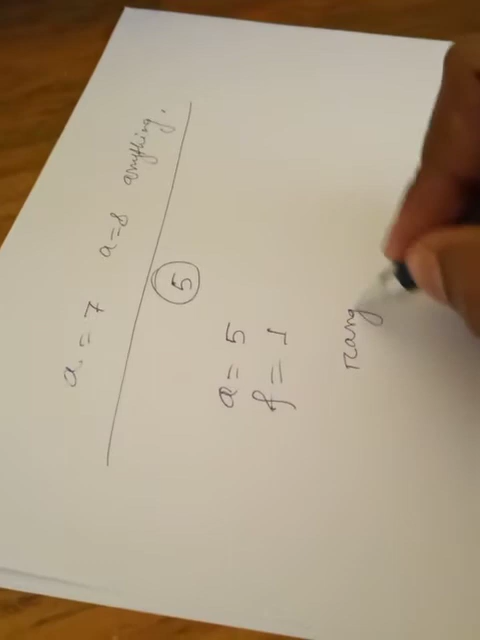 a = 7 a = 8 anything.
5
a = 5
f = 1
rang